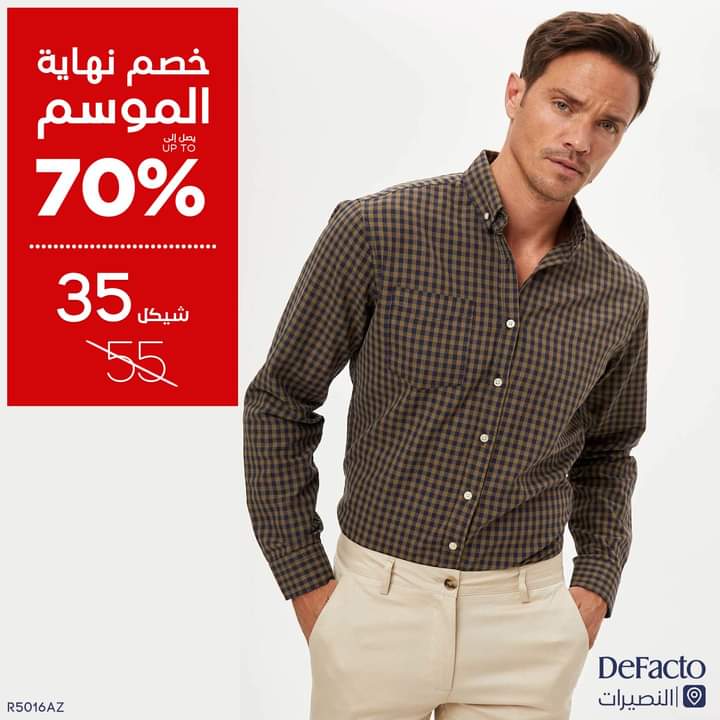 خصم نهاية
الموسم
يصل إلى
UP TO
70%
35 شيكل
55
DeFacto
النصيرات
R5016AZ